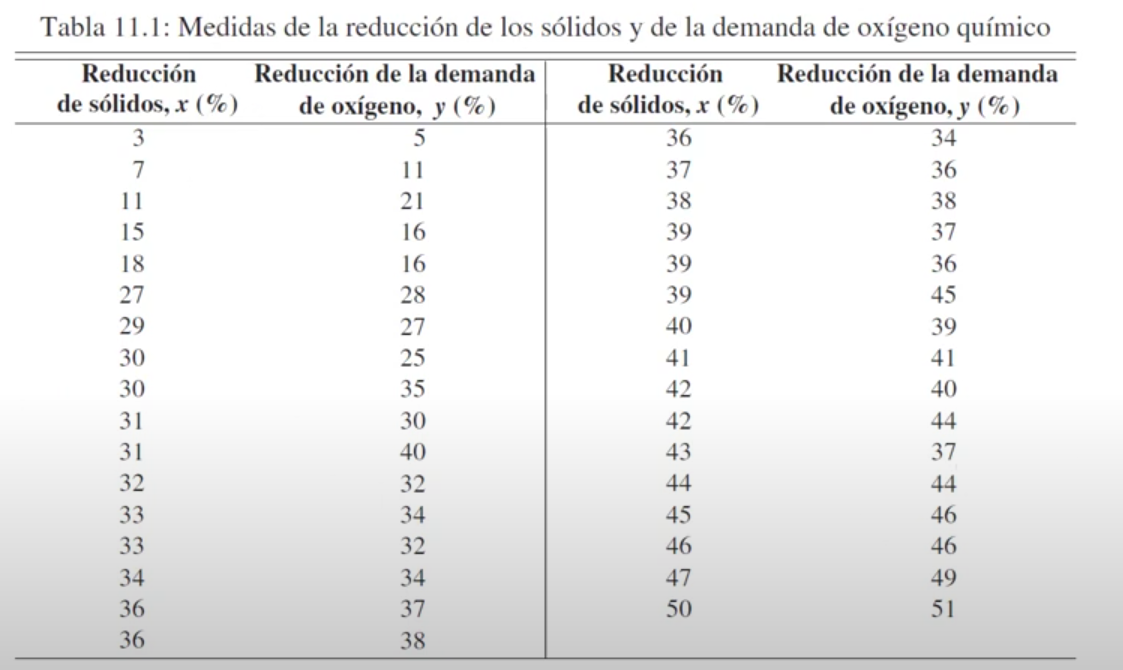 Tabla 11.1: Medidas de la reducción de los sólidos y de la demanda de oxígeno químico
Reducción Reducción de la demanda Reducción Reducción de la demanda
de sólidos, x (%) de oxígeno, y (%) de sólidos, x (%) de oxígeno, y (%)
3 5 36 34
7 11 37 36
11 21 38 38
15 16 39 37
18 16 39 36
27 28 39 45
29 27 40 39
30 25 41 41
30 35 42 40
31 30 42 44
31 40 43 37
32 32 44 44
33 34 45 46
33 32 46 46
34 34 47 49
36 37 50 51
36 38